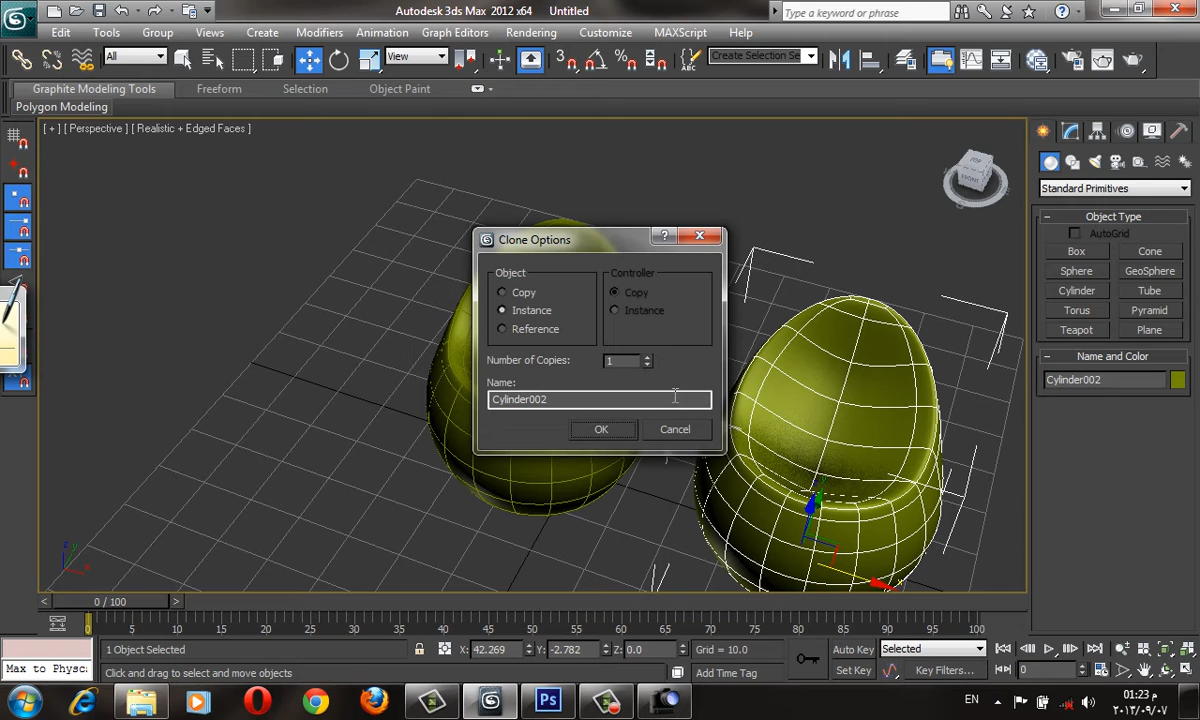 Autodesk 3ds Max 2012 x64 Untitled
Type a keyword or phrase
Edit Tools Group Views Create Modifiers Animation Graph Editors Rendering Customize MAXScript Help
All View Create Selection Se
Graphite Modeling Tools Freeform Selection Object Paint
Polygon Modeling
[ + ] [ Perspective ] [ Realistic + Edged Faces ]
TOP
FRONT
Standard Primitives
Object Type
AutoGrid
Box Cone
Sphere GeoSphere
Cylinder Tube
Torus Pyramid
Teapot Plane
Name and Color
Cylinder002
Clone Options
Object Controller
Copy Copy
Instance Instance
Reference
Number of Copies: 1
Name:
Cylinder002
OK Cancel
z y x
x
0 / 100
0 5 10 15 20 25 30 35 40 45 50 55 60 65 70 75 80 85 90 95 100
1 Object Selected X: 42.269 Y: -2.782 Z: 0.0 Grid = 10.0 Auto Key Selected
Max to Physc
Click and drag to select and move objects Add Time Tag Set Key Key Filters... 0
EN
01:23 م
٢٠١٣/٠٩/٠٧